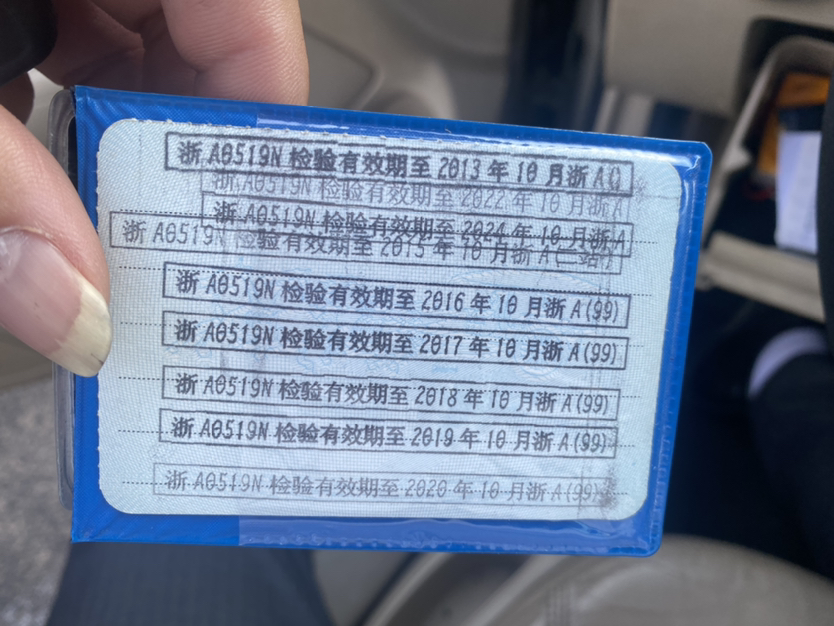 浙 A0519N 检验有效期至 2013 年 10 月浙 A()
浙 A0519N 检验有效期至 2022 年 10 月浙 A
浙 A0519N 检验有效期至 2024 年 10 月浙 A
浙 A0519N 检验有效期至 2015 年 10 月浙 A(二站)
浙 A0519N 检验有效期至 2016 年 10 月浙 A(99)
浙 A0519N 检验有效期至 2017 年 10 月浙 A(99)
浙 A0519N 检验有效期至 2018 年 10 月浙 A(99)
浙 A0519N 检验有效期至 2019 年 10 月浙 A(99)
浙 A0519N 检验有效期至 2020 年 10 月浙 A(99)